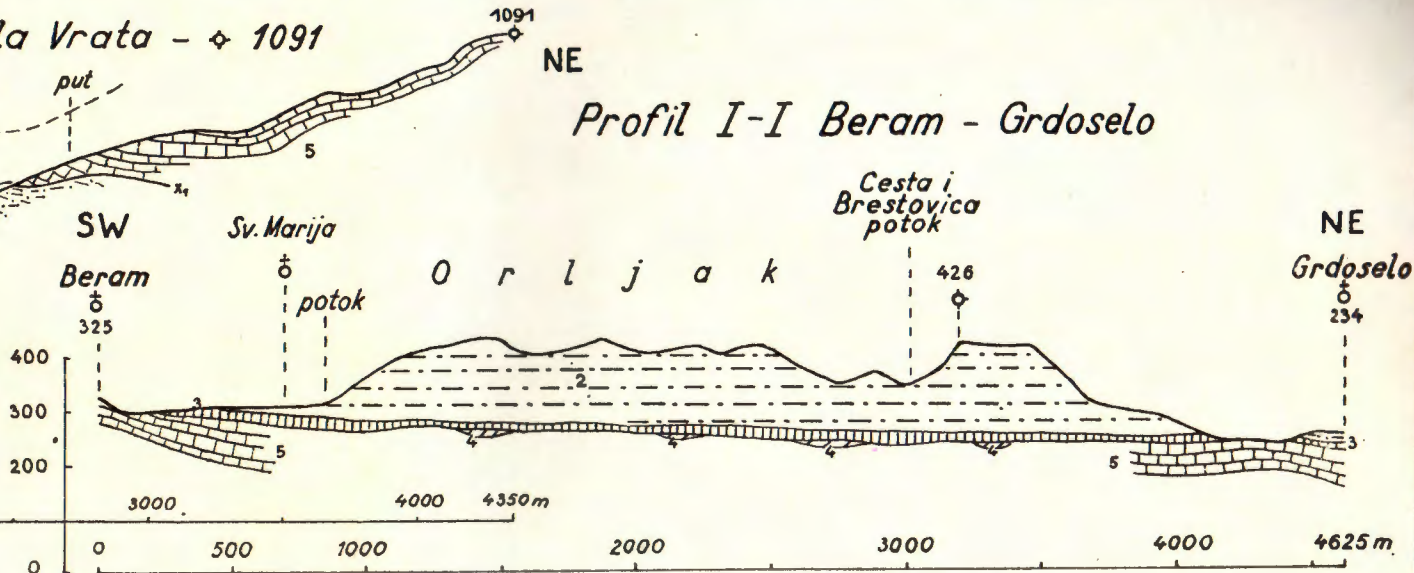 la Vrata - 1091
put
1091
NE
5
x₁
Profil I-I Beram - Grdoselo
SW
Beram
325
Sv. Marija
potok
Orljak
Cesta i
Brestovica
potok
426
NE
Grdoselo
234
400
300
200
0
3
2
5
4
4
4
4
5
3
3000
4000
4350 m
0
500
1000
2000
3000
4000
4625 m